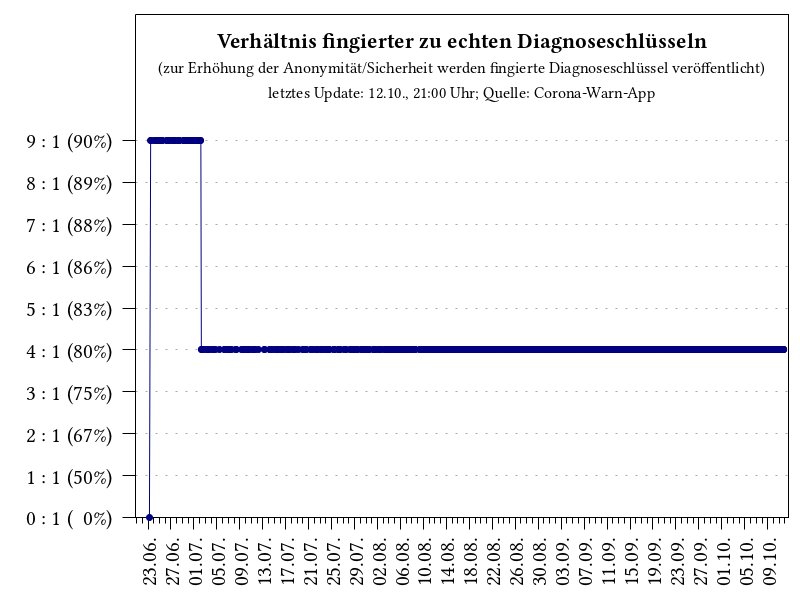 Verhältnis fingierter zu echten Diagnoseschlüsseln
(zur Erhöhung der Anonymität/Sicherheit werden fingierte Diagnoseschlüssel veröffentlicht)
letztes Update: 12.10., 21:00 Uhr; Quelle: Corona-Warn-App
9 : 1 (90%)
8 : 1 (89%)
7 : 1 (88%)
6 : 1 (86%)
5 : 1 (83%)
4 : 1 (80%)
3 : 1 (75%)
2 : 1 (67%)
1 : 1 (50%)
0 : 1 ( 0%)
23.06.
27.06.
01.07.
05.07.
09.07.
13.07.
17.07.
21.07.
25.07.
29.07.
02.08.
06.08.
10.08.
14.08.
18.08.
22.08.
26.08.
30.08.
03.09.
07.09.
11.09.
15.09.
19.09.
23.09.
27.09.
01.10.
05.10.
09.10.